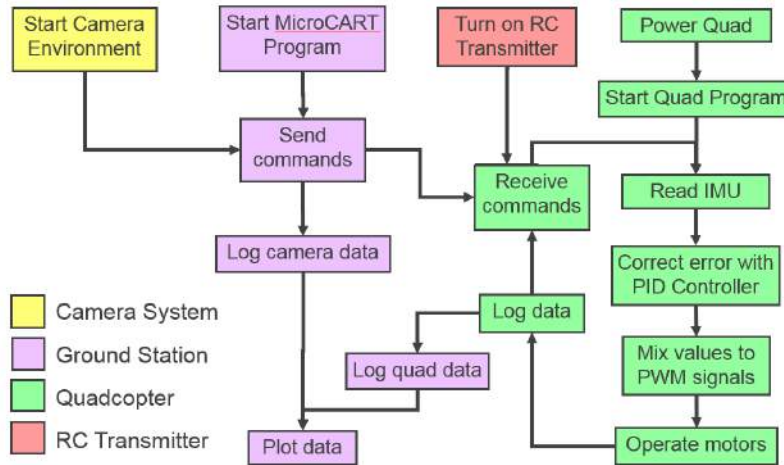 Start Camera
Environment
Start MicroCART
Program
Turn on RC
Transmitter
Power Quad
Start Quad Program
Send
commands
Receive
commands
Read IMU
Log camera data
Correct error with
PID Controller
Camera System
Log data
Ground Station
Log quad data
Mix values to
PWM signals
Quadcopter
RC Transmitter
Plot data
Operate motors